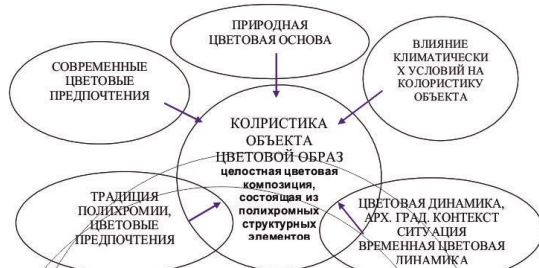 ПРИРОДНАЯ
ЦВЕТОВАЯ ОСНОВА
СОВРЕМЕННЫЕ
ЦВЕТОВЫЕ
ПРЕДПОЧТЕНИЯ
ВЛИЯНИЕ
КЛИМАТИЧЕСКИ
Х УСЛОВИЙ НА
КОЛОРИСТИКУ
ОБЪЕКТА
КОЛРИСТИКА
ОБЪЕКТА
ЦВЕТОВОЙ ОБРАЗ
целостная цветовая
композиция,
состоящая из
полихромных
структурных
элементов
ТРАДИЦИЯ
ПОЛИХРОМИИ,
ЦВЕТОВЫЕ
ПРЕДПОЧТЕНИЯ
ЦВЕТОВАЯ ДИНАМИКА,
АРХ. ГРАД. КОНТЕКСТ
СИТУАЦИЯ
ВРЕМЕННАЯ ЦВЕТОВАЯ
ДИНАМИКА